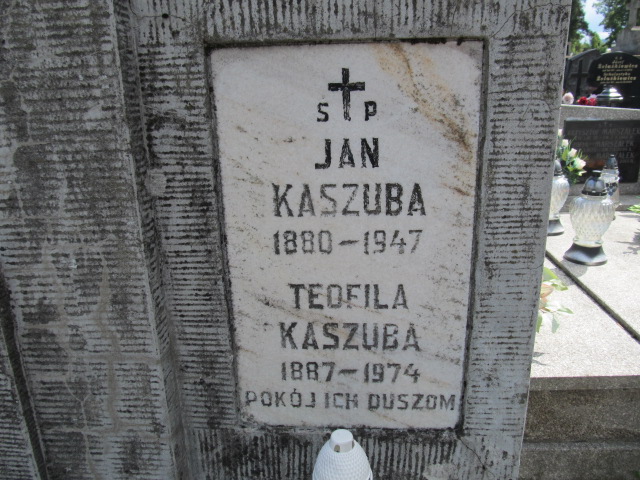 Ś P
JAN
KASZUBA
1880-1947
TEOFILA
KASZUBA
1887-1974
POKÓJ ICH DUSZOM